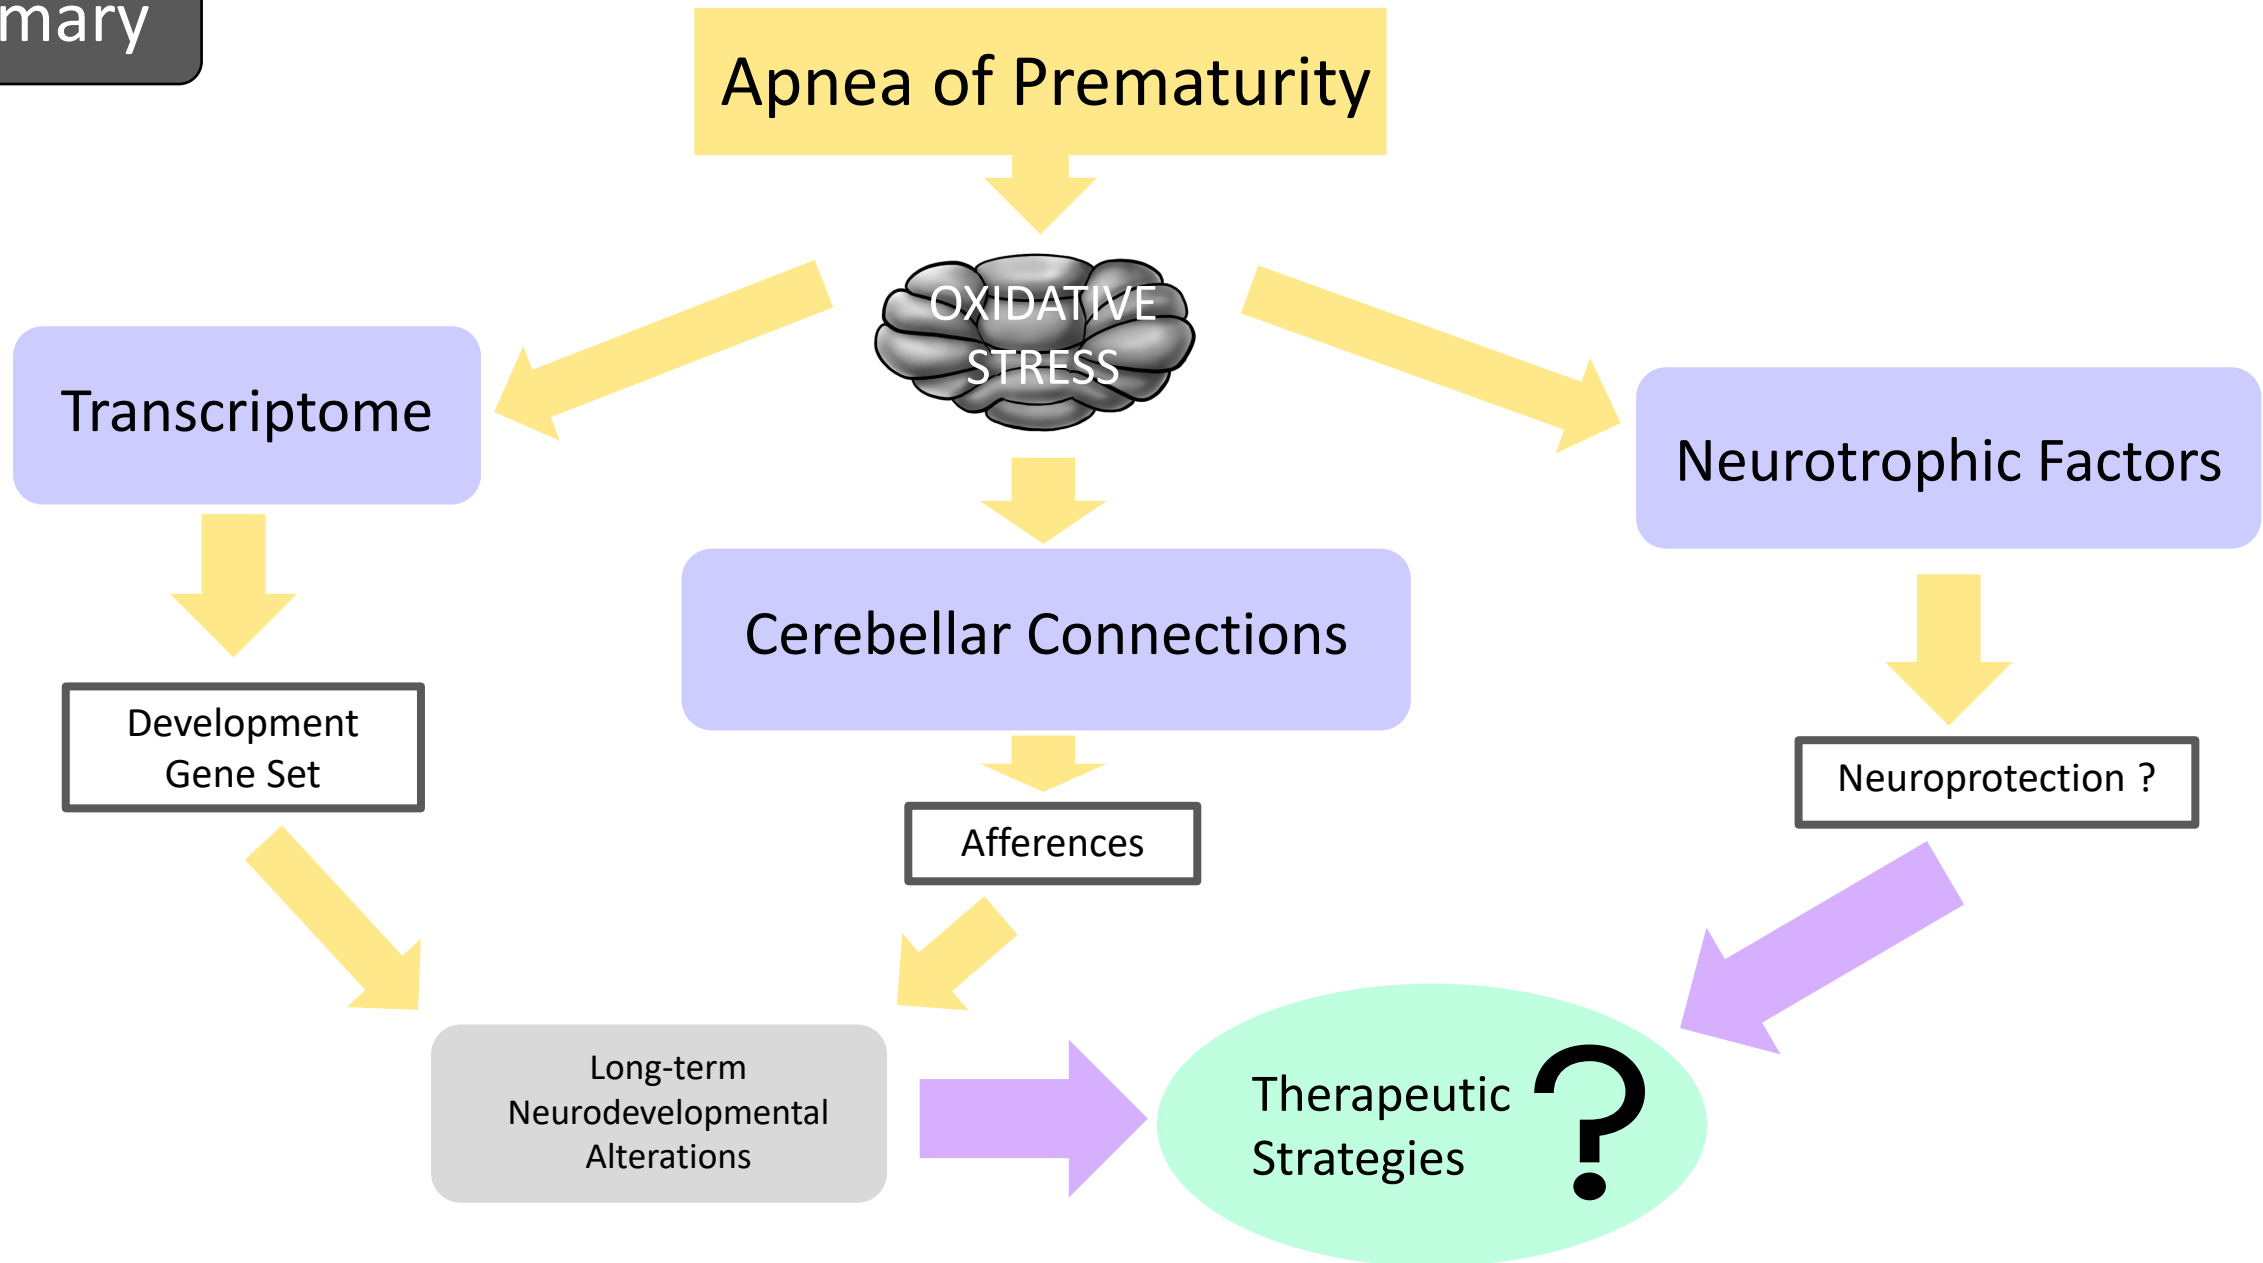 mary
Apnea of Prematurity
OXIDATIVE
STRESS
Transcriptome
Neurotrophic Factors
Cerebellar Connections
Development
Gene Set
Neuroprotection ?
Afferences
Long-term
Neurodevelopmental
Alterations
Therapeutic
Strategies
?